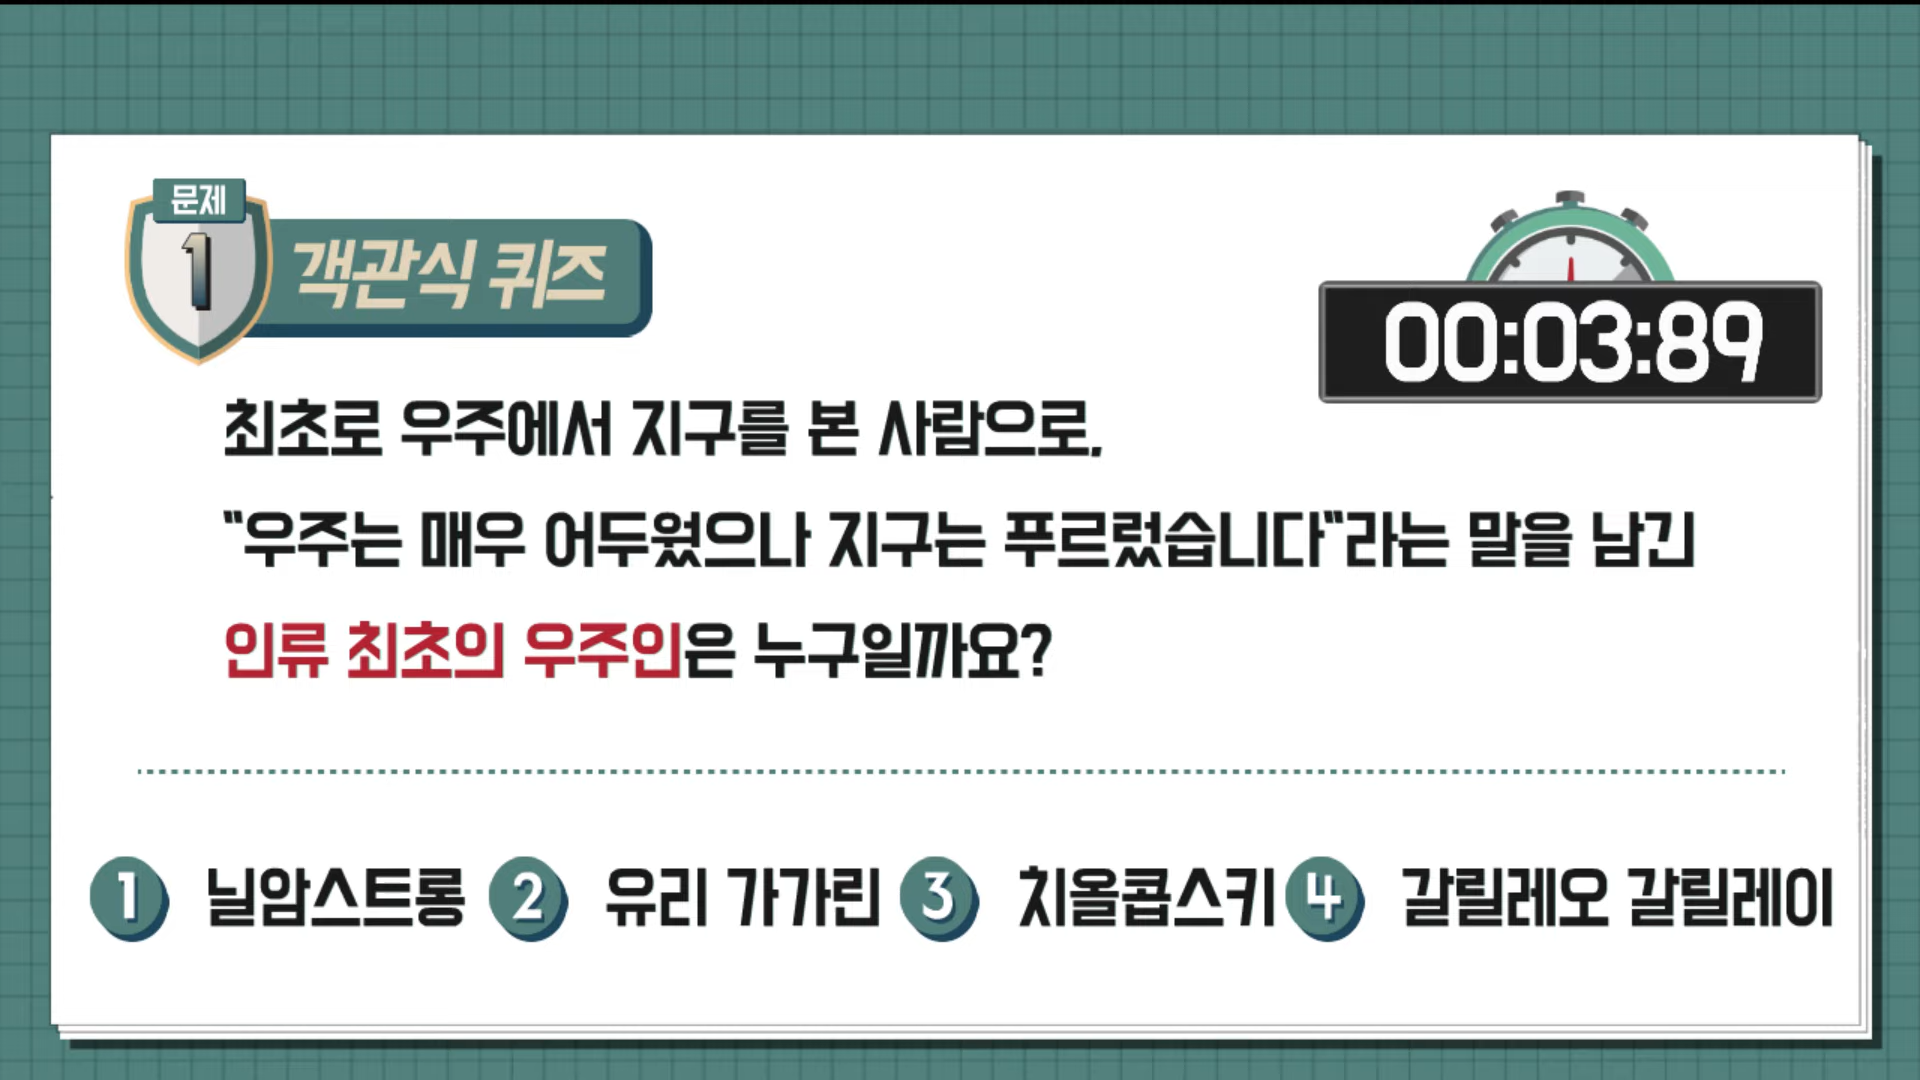 문제
1
객관식 퀴즈
00:03:89
최초로 우주에서 지구를 본 사람으로,
"우주는 매우 어두웠으나 지구는 푸르렀습니다"라는 말을 남긴
인류 최초의 우주인은 누구일까요?
1 닐암스트롱 2 유리 가가린 3 치올콥스키 4 갈릴레오 갈릴레이